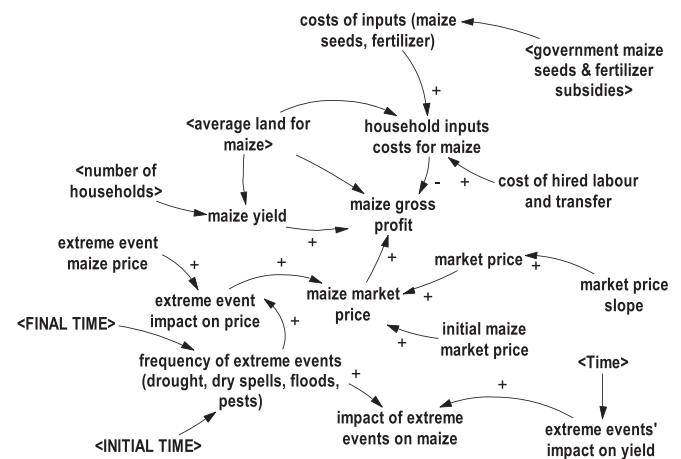 costs of inputs (maize
seeds, fertilizer)
<government maize
seeds & fertilizer
subsidies>
+
<average land for
maize>
household inputs
costs for maize
<number of
households>
-
+
cost of hired labour
and transfer
maize yield
maize gross
profit
+
extreme event
maize price
+
+
+
market price
+
market price
slope
extreme event
impact on price
maize market
price
+
<FINAL TIME>
+
initial maize
market price
+
frequency of extreme events
(drought, dry spells, floods,
pests)
+
<Time>
+
impact of extreme
events on maize
extreme events'
impact on yield
<INITIAL TIME>